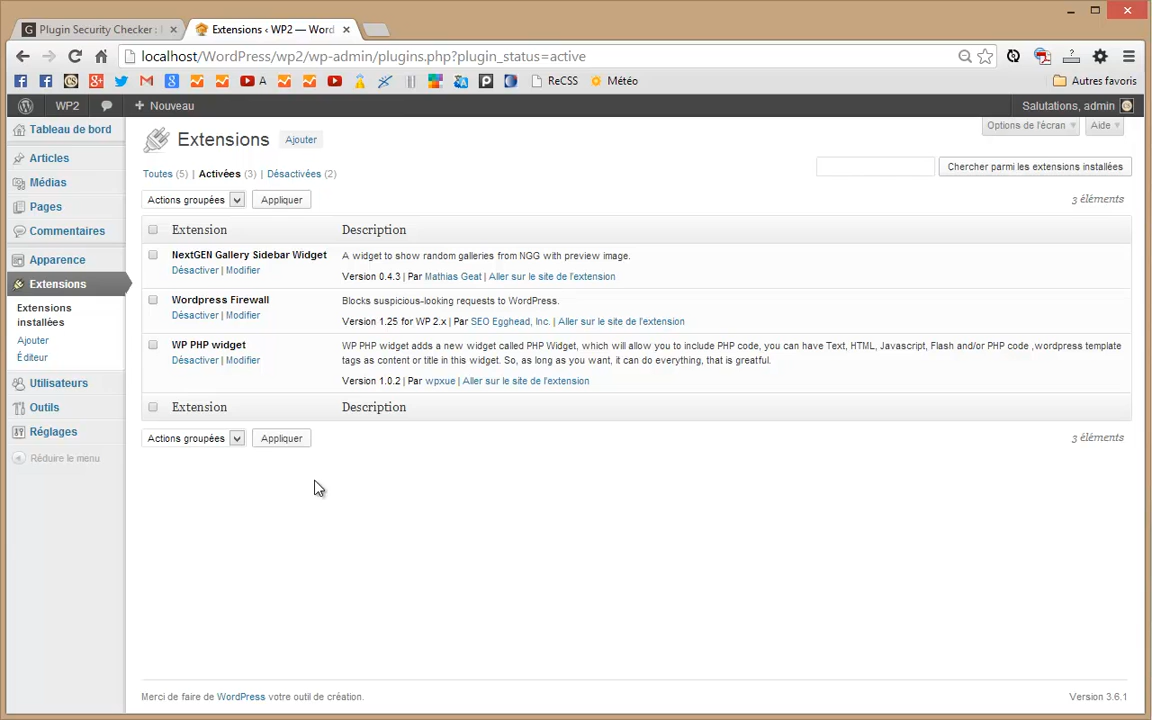 Plugin Security Checker :
Extensions ‹ WP2 — Word
localhost/WordPress/wp2/wp-admin/plugins.php?plugin_status=active
A
ReCSS
Météo
Autres favoris
WP2
+ Nouveau
Salutations, admin
Tableau de bord
Articles
Médias
Pages
Commentaires
Apparence
Extensions
Extensions
installées
Ajouter
Éditeur
Utilisateurs
Outils
Réglages
Réduire le menu
Options de l'écran
Aide
Extensions Ajouter
Toutes (5) | Activées (3) | Désactivées (2)
Chercher parmi les extensions installées
Actions groupées Appliquer
3 éléments
Extension Description
NextGEN Gallery Sidebar Widget
Désactiver | Modifier
A widget to show random galleries from NGG with preview image.
Version 0.4.3 | Par Mathias Geat | Aller sur le site de l'extension
Wordpress Firewall
Désactiver | Modifier
Blocks suspicious-looking requests to WordPress.
Version 1.25 for WP 2.x | Par SEO Egghead, Inc. | Aller sur le site de l'extension
WP PHP widget
Désactiver | Modifier
WP PHP widget adds a new widget called PHP Widget, which will allow you to include PHP code, you can have Text, HTML, Javascript, Flash and/or PHP code ,wordpress template
tags as content or title in this widget. So, as long as you want, it can do everything, that is greatful.
Version 1.0.2 | Par wpxue | Aller sur le site de l'extension
Extension Description
Actions groupées Appliquer
3 éléments
Merci de faire de WordPress votre outil de création.
Version 3.6.1